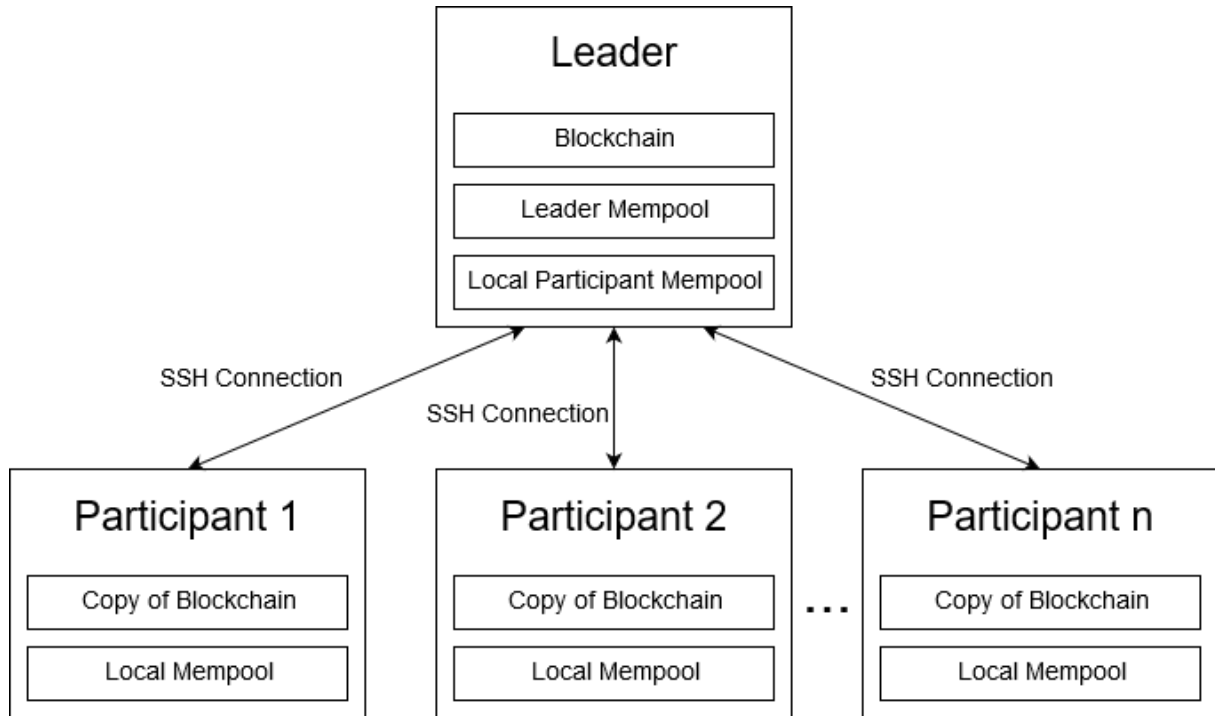 Leader
Blockchain
Leader Mempool
Local Participant Mempool
SSH Connection
SSH Connection
SSH Connection
Participant 1
Copy of Blockchain
Local Mempool
Participant 2
Copy of Blockchain
Local Mempool
...
Participant n
Copy of Blockchain
Local Mempool